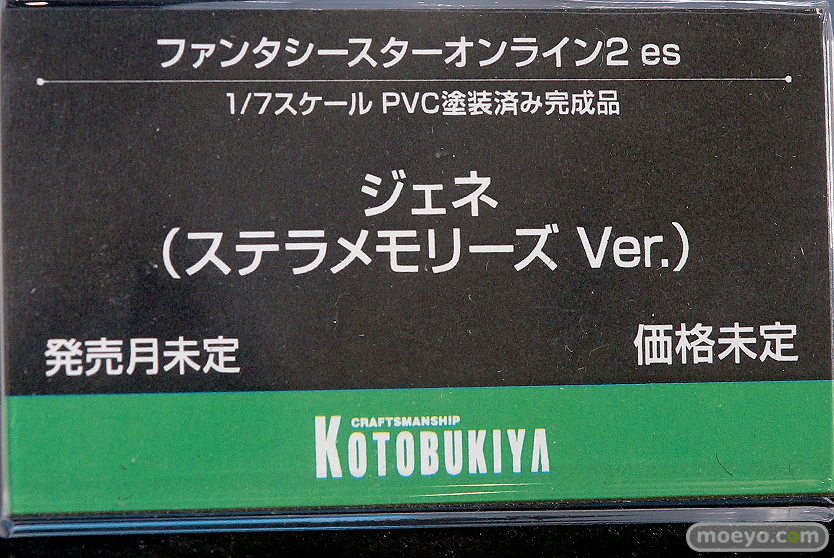 ファンタシースターオンライン2 es
1/7スケール PVC塗装済み完成品
ジェネ
（ステラメモリーズ Ver.）
発売月未定
価格未定
CRAFTSMANSHIP
KOTOBUKIYA
moeyo.com